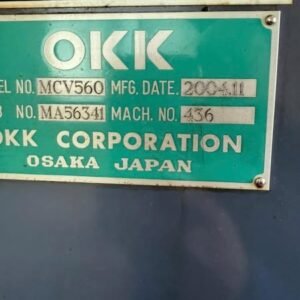 OKK
EL NO. MCV560 MFG. DATE. 2004.11
B NO. MA56341 MACH. NO. 436
OKK CORPORATION
OSAKA JAPAN